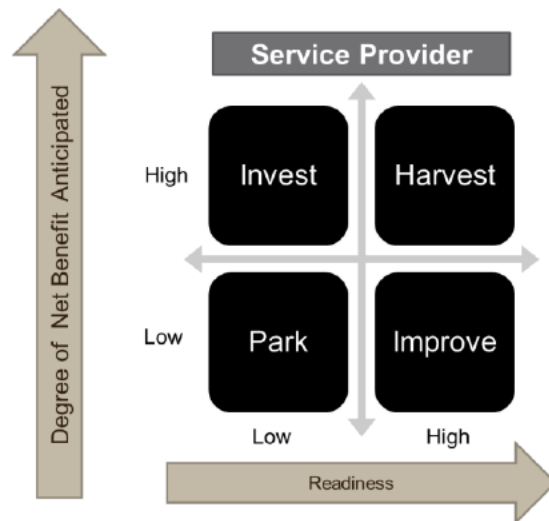 Service Provider
Degree of Net Benefit Anticipated
High
Invest
Harvest
Low
Park
Improve
Low
High
Readiness